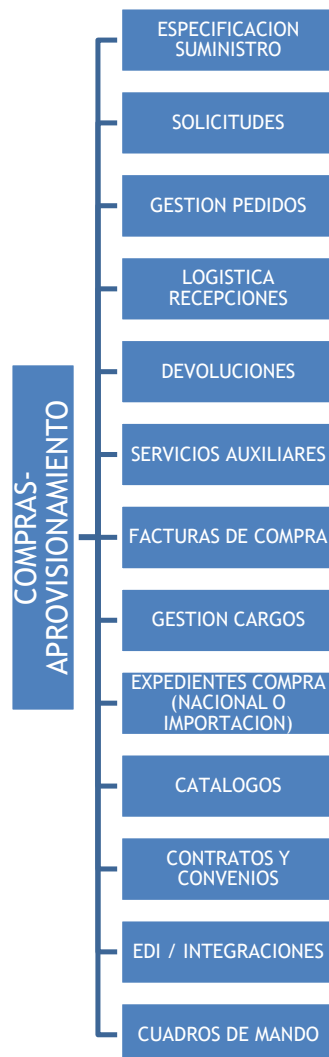 COMPRAS-
APROVISIONAMIENTO
ESPECIFICACION
SUMINISTRO
SOLICITUDES
GESTION PEDIDOS
LOGISTICA
RECEPCIONES
DEVOLUCIONES
SERVICIOS AUXILIARES
FACTURAS DE COMPRA
GESTION CARGOS
EXPEDIENTES COMPRA
(NACIONAL O
IMPORTACION)
CATALOGOS
CONTRATOS Y
CONVENIOS
EDI / INTEGRACIONES
CUADROS DE MANDO